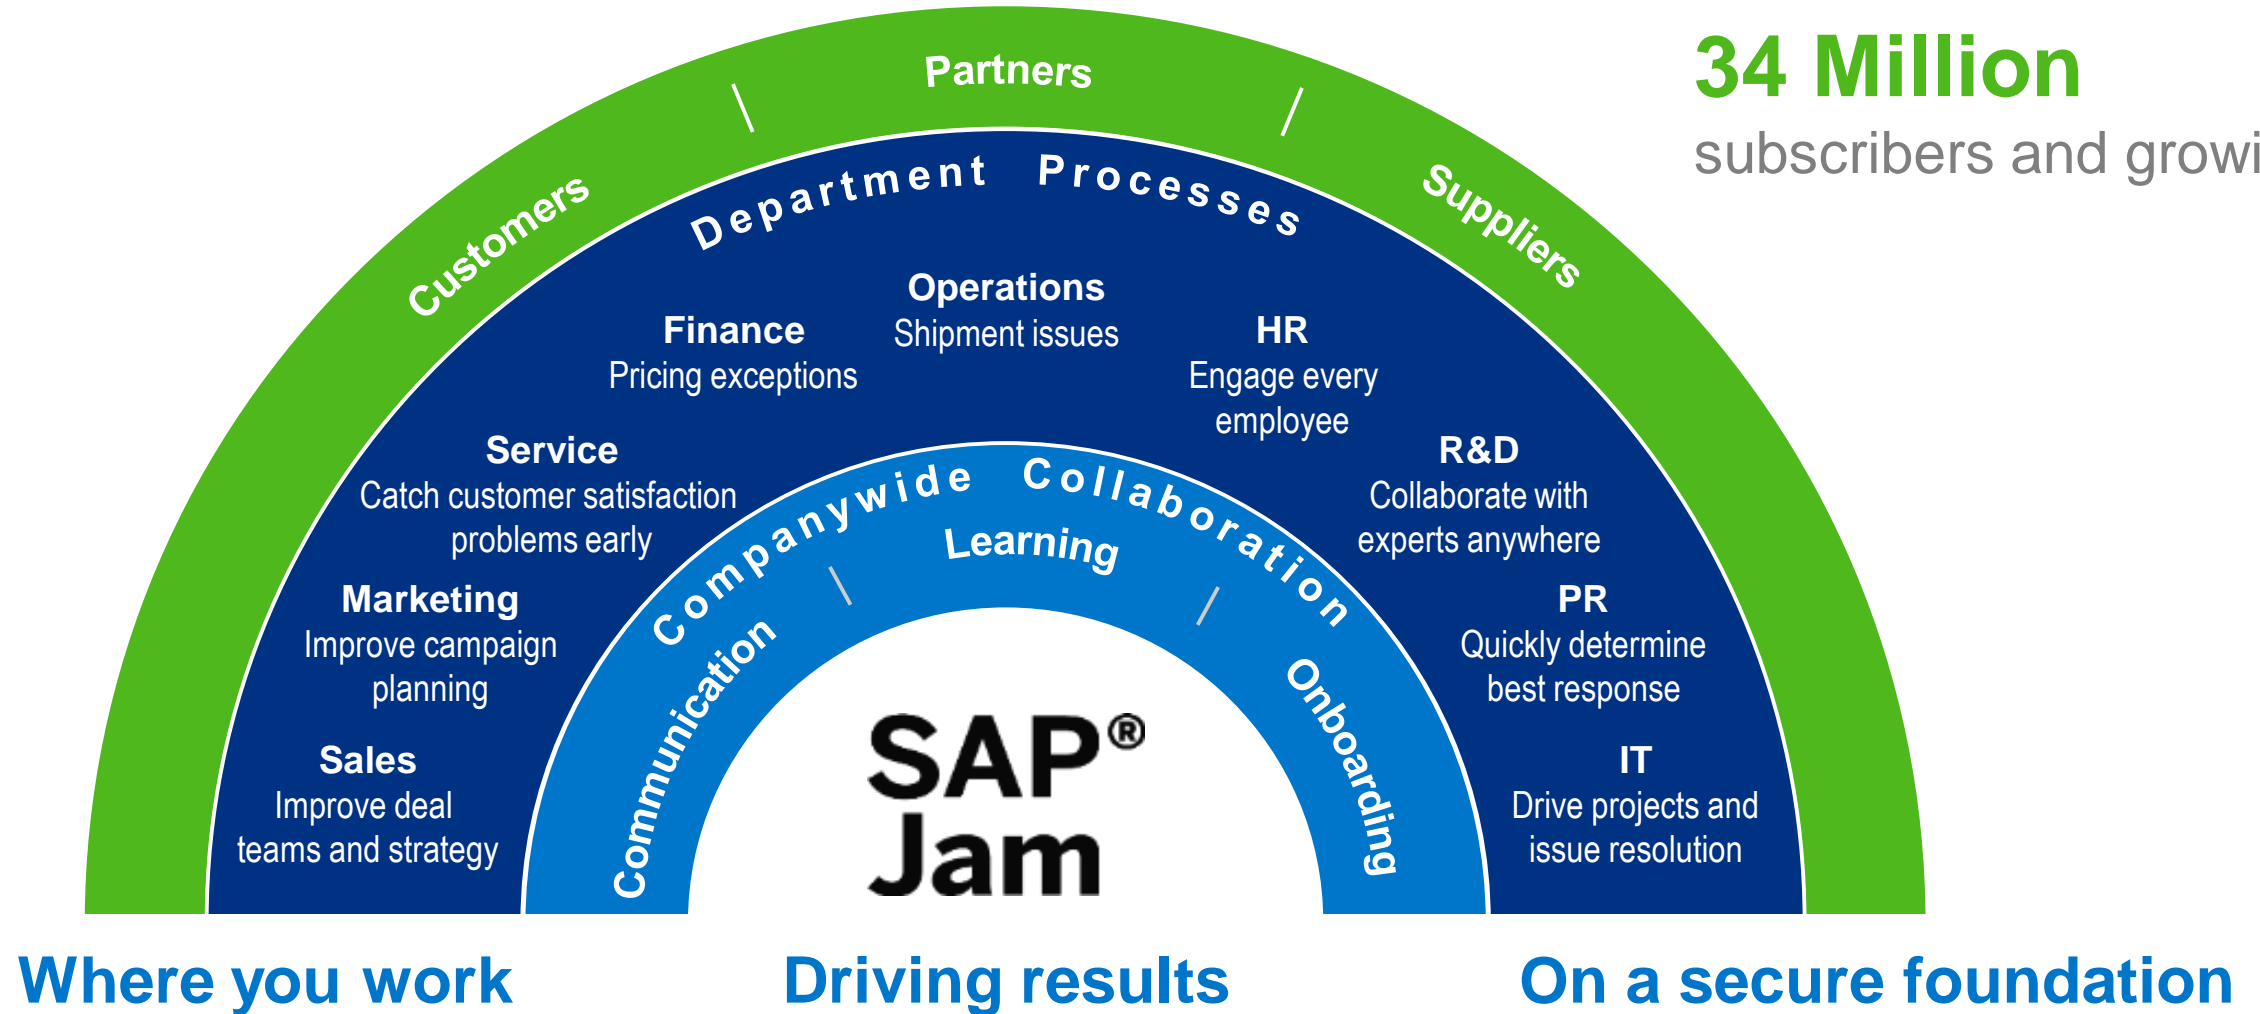 34 Million
subscribers and growi
Customers
Partners
Suppliers
Department Processes
Sales
Improve deal
teams and strategy
Marketing
Improve campaign
planning
Service
Catch customer satisfaction
problems early
Finance
Pricing exceptions
Operations
Shipment issues
HR
Engage every
employee
R&D
Collaborate with
experts anywhere
PR
Quickly determine
best response
IT
Drive projects and
issue resolution
Companywide Collaboration
Communication
Learning
Onboarding
SAP®
Jam
Where you work
Driving results
On a secure foundation